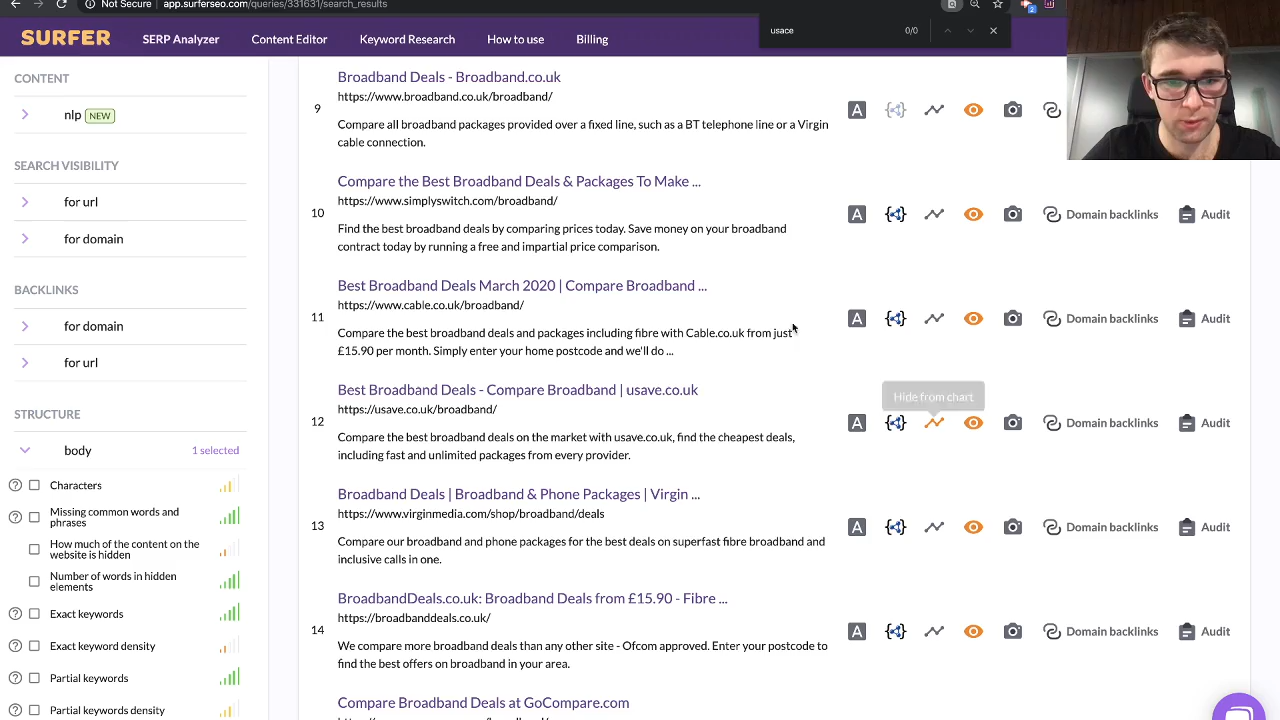 Not Secure app.surferseo.com/queries/331631/search_results
2
usace 0/0
SURFER SERP Analyzer Content Editor Keyword Research How to use Billing
CONTENT
nlp NEW
SEARCH VISIBILITY
for url
for domain
BACKLINKS
for domain
for url
STRUCTURE
body 1 selected
Characters
Missing common words and
phrases
How much of the content on the
website is hidden
Number of words in hidden
elements
Exact keywords
Exact keyword density
Partial keywords
Partial keywords density
Broadband Deals - Broadband.co.uk
9 https://www.broadband.co.uk/broadband/
A
Compare all broadband packages provided over a fixed line, such as a BT telephone line or a Virgin
cable connection.
Compare the Best Broadband Deals & Packages To Make ...
10 https://www.simplyswitch.com/broadband/
A Domain backlinks Audit
Find the best broadband deals by comparing prices today. Save money on your broadband
contract today by running a free and impartial price comparison.
Best Broadband Deals March 2020 | Compare Broadband ...
11 https://www.cable.co.uk/broadband/
A Domain backlinks Audit
Compare the best broadband deals and packages including fibre with Cable.co.uk from just
£15.90 per month. Simply enter your home postcode and we'll do ...
Best Broadband Deals - Compare Broadband | usave.co.uk
Hide from chart
12 https://usave.co.uk/broadband/
A Domain backlinks Audit
Compare the best broadband deals on the market with usave.co.uk, find the cheapest deals,
including fast and unlimited packages from every provider.
Broadband Deals | Broadband & Phone Packages | Virgin ...
13 https://www.virginmedia.com/shop/broadband/deals
A Domain backlinks Audit
Compare our broadband and phone packages for the best deals on superfast fibre broadband and
inclusive calls in one.
BroadbandDeals.co.uk: Broadband Deals from £15.90 - Fibre ...
14 https://broadbanddeals.co.uk/
A Domain backlinks Audit
We compare more broadband deals than any other site - Ofcom approved. Enter your postcode to
find the best offers on broadband in your area.
Compare Broadband Deals at GoCompare.com